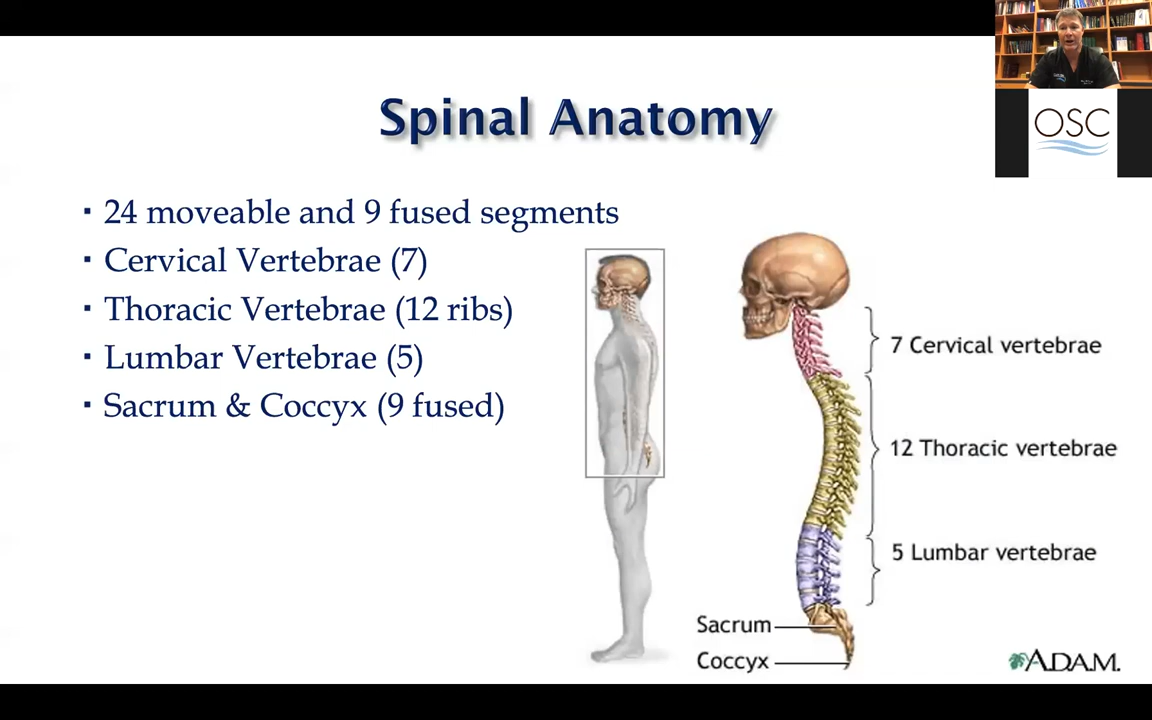 OSC
Spinal Anatomy
▪ 24 moveable and 9 fused segments
▪ Cervical Vertebrae (7)
▪ Thoracic Vertebrae (12 ribs)
▪ Lumbar Vertebrae (5)
▪ Sacrum & Coccyx (9 fused)
7 Cervical vertebrae
12 Thoracic vertebrae
5 Lumbar vertebrae
Sacrum
Coccyx
A.D.A.M.